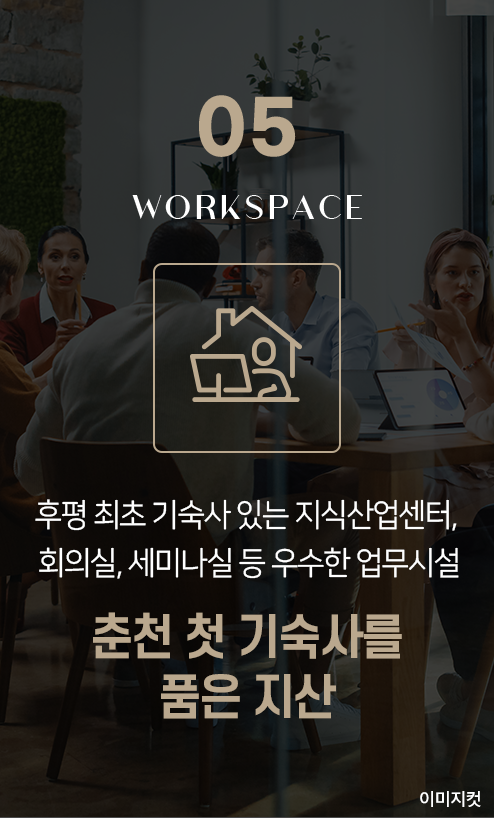 05
WORKSPACE
후평 최초 기숙사 있는 지식산업센터,
회의실, 세미나실 등 우수한 업무시설
춘천 첫 기숙사를
품은 지산
이미지컷